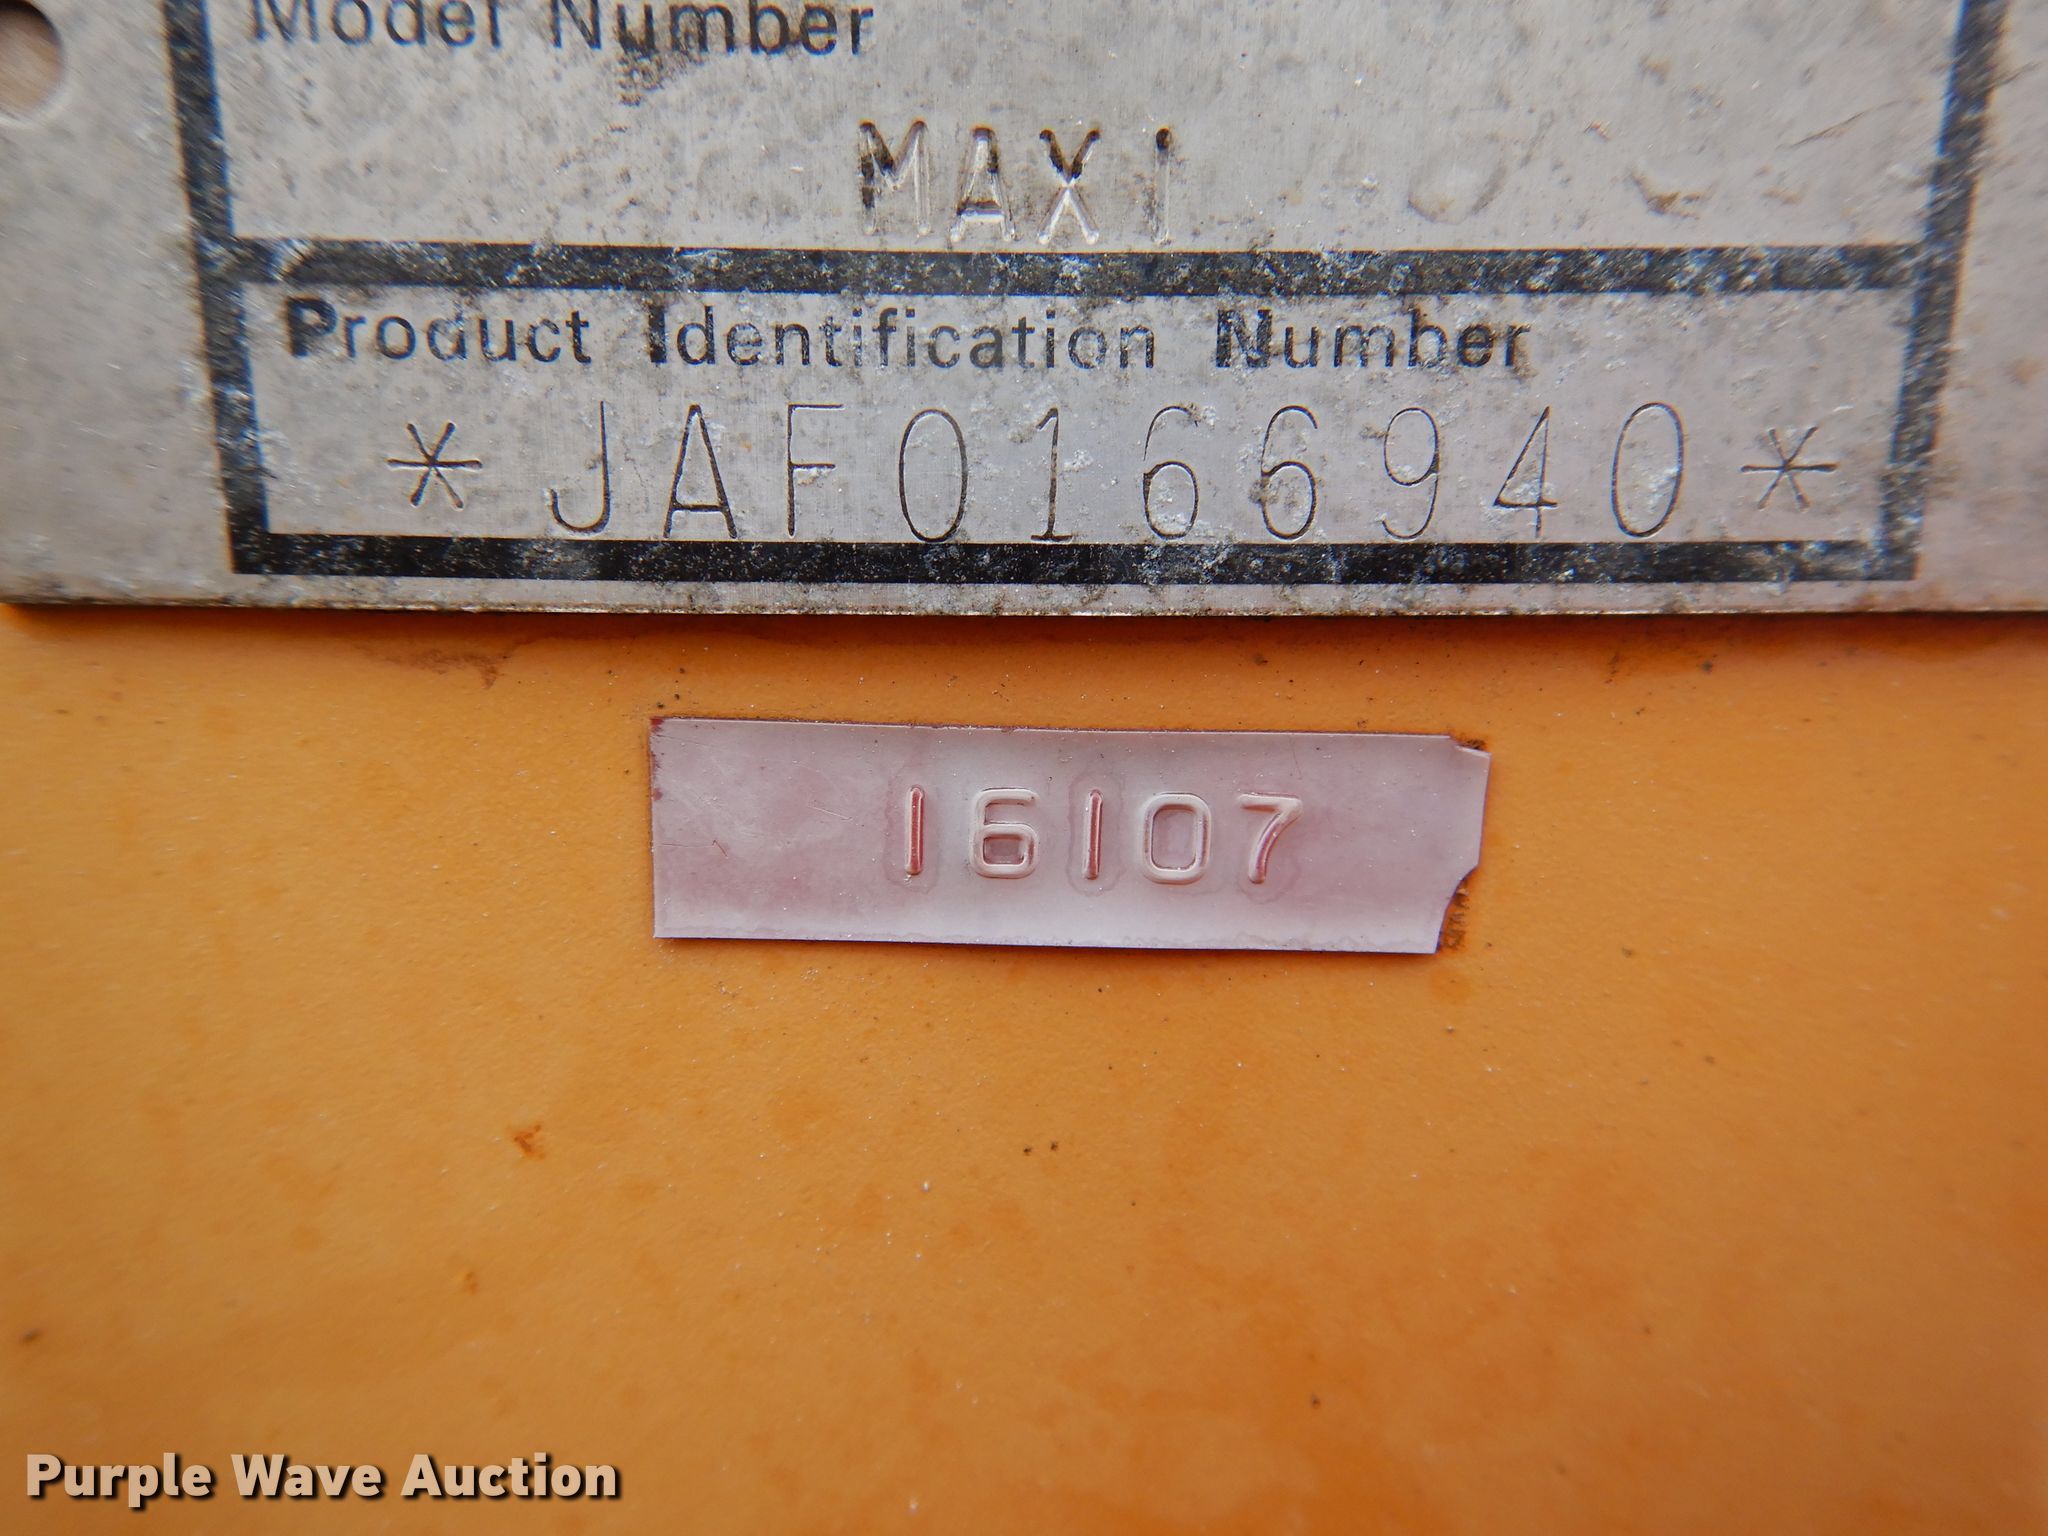 Model Number
MAXI
Product Identification Number
*JAF0166940*
16107
Purple Wave Auction